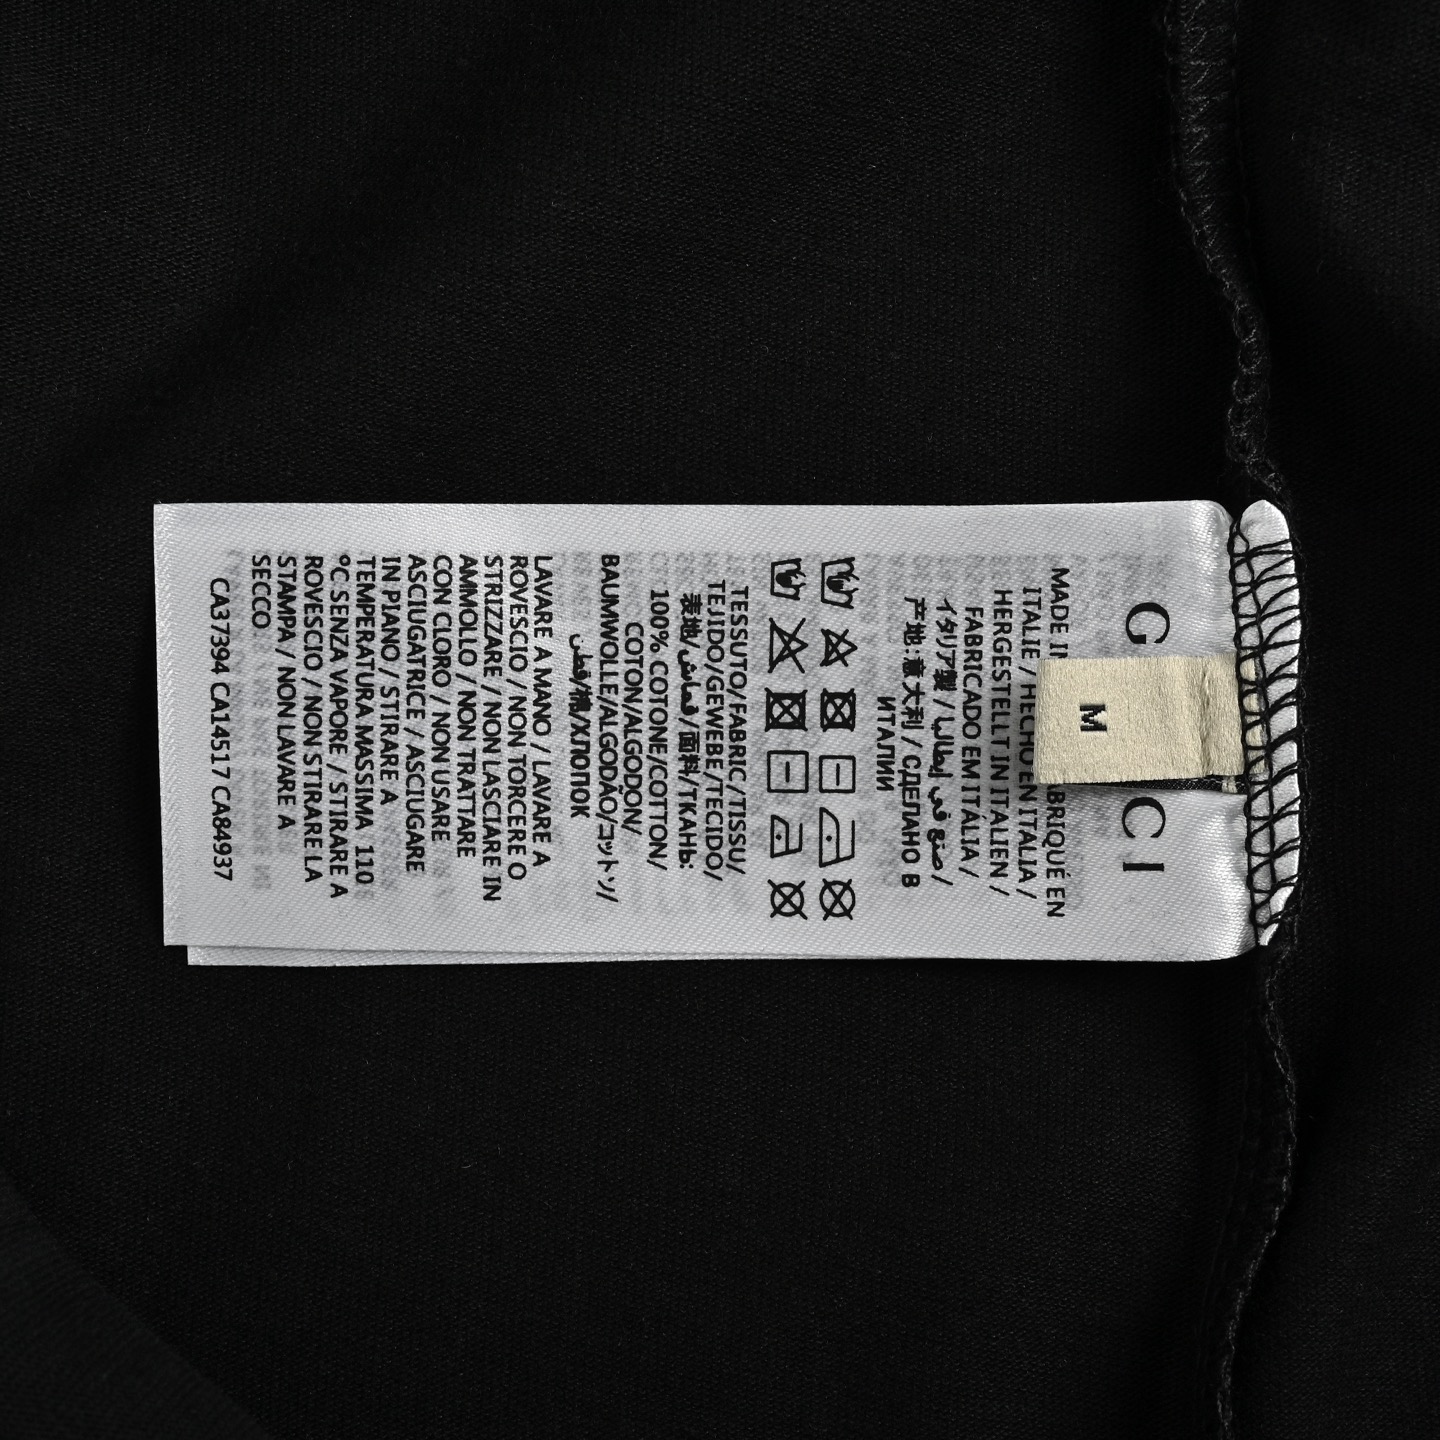 G CI
M
MADE IN BRIQUÉ EN
ITALIE / HECHO EN ITALIA /
HERGESTELLT IN ITALIEN /
FABRICADO EM ITÁLIA /
イタリア製 / صنع في إيطاليا /
产地: 意大利 / СДЕЛАНО В
ИТАЛИИ
TESSUTO/FABRIC/TISSU/
TEJIDO/GEWEBE/TECIDO/
表地/قماش/面料/ТКАНЬ:
100% COTONE/COTTON/
COTON/ALGODÓN/
BAUMWOLLE/ALGODÃO/コットン/
قطن/棉/ХЛОПОК
LAVARE A MANO / LAVARE A
ROVESCIO / NON TORCERE O
STRIZZARE / NON LASCIARE IN
AMMOLLO / NON TRATTARE
CON CLORO / NON USARE
ASCIUGATRICE / ASCIUGARE
IN PIANO / STIRARE A
TEMPERATURA MASSIMA 110
°C SENZA VAPORE / STIRARE A
ROVESCIO / NON STIRARE LA
STAMPA / NON LAVARE A
SECCO
CA37394 CA14517 CA84937